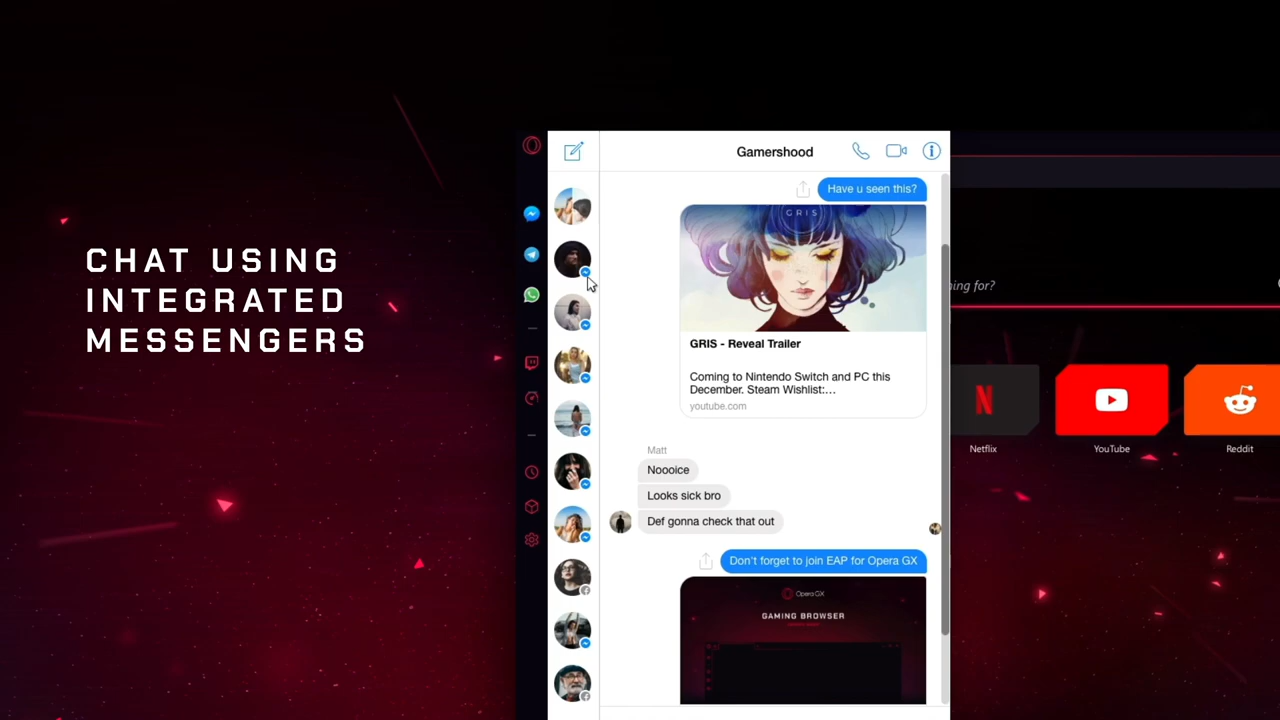 CHAT USING
INTEGRATED
MESSENGERS
Gamershood
Have u seen this?
GRIS
GRIS - Reveal Trailer
Coming to Nintendo Switch and PC this
December. Steam Wishlist:...
youtube.com
Matt
Noooice
Looks sick bro
Def gonna check that out
Don't forget to join EAP for Opera GX
Opera GX
GAMING BROWSER
ing for?
N
Netflix
YouTube
Reddit